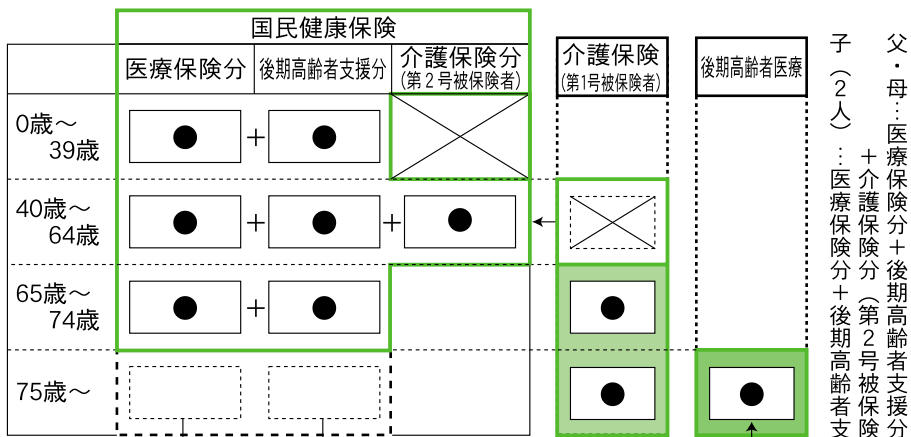 国民健康保険
医療保険分
後期高齢者支援分
介護保険分
(第2号被保険者)
介護保険
(第1号被保険者)
後期高齢者医療
0歳～
39歳
40歳～
64歳
65歳～
74歳
75歳～
父・母…医療保険分＋後期高齢者支援分
＋介護保険分（第２号被保険
子（２人）…医療保険分＋後期高齢者支